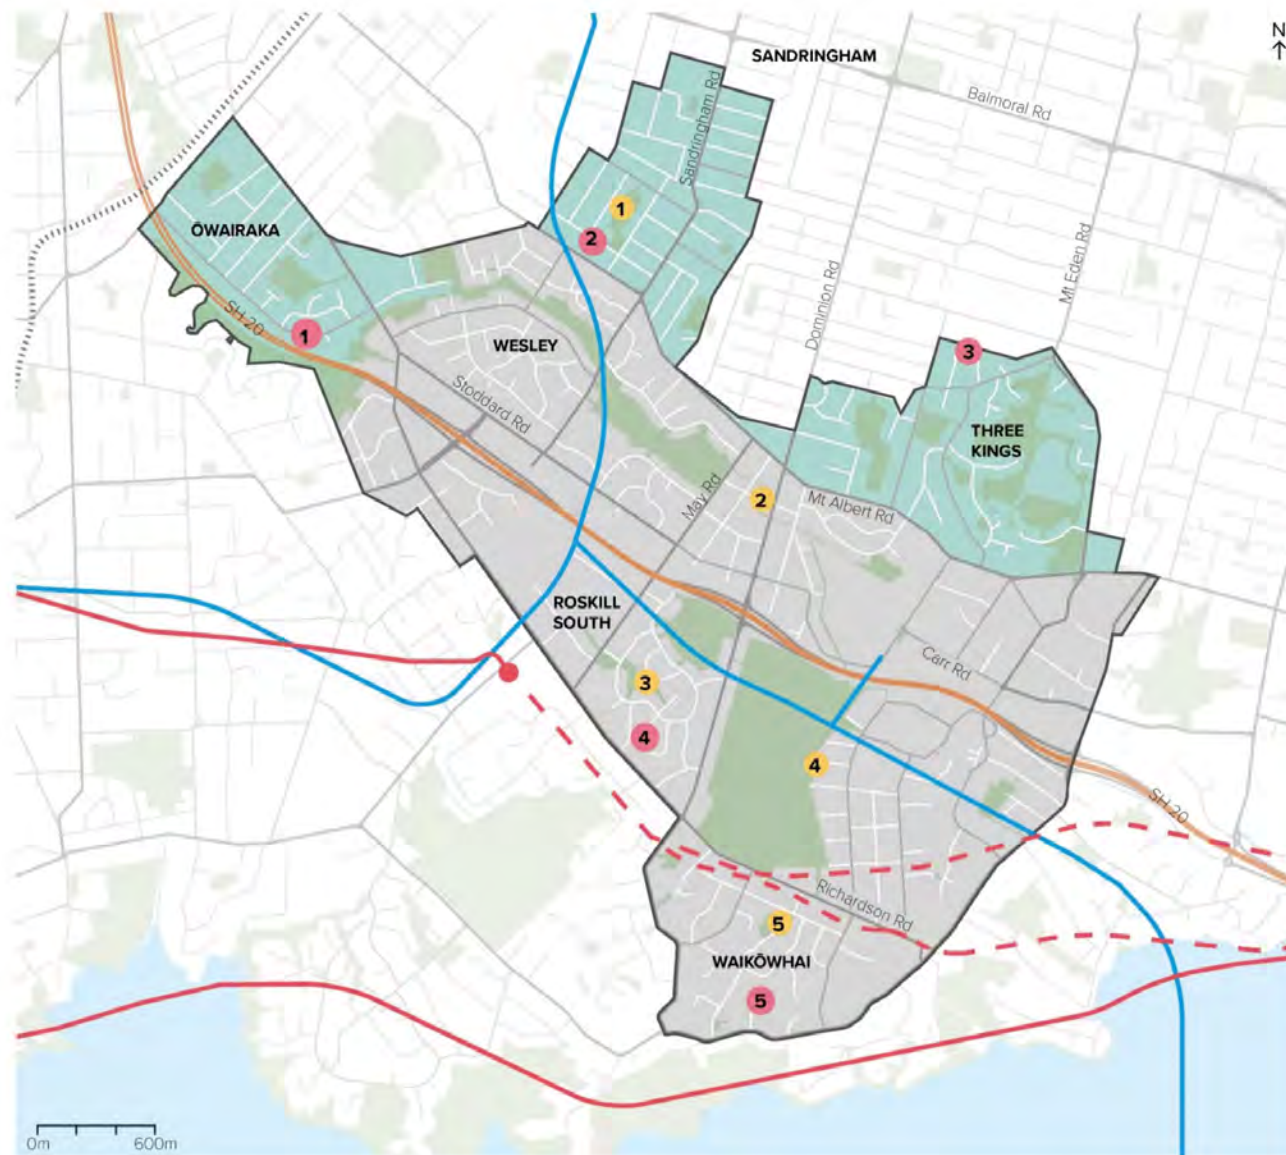 N
SANDRINGHAM
Balmoral Rd
Sandringham Rd
1
2
ŌWAIRAKA
Mt Eden Rd
Dominion Rd
SH 20
1
WESLEY
3
THREE
KINGS
Stoddard Rd
May Rd
2
Mt Albert Rd
ROSKILL
SOUTH
Carr Rd
3
4
4
SH 20
Richardson Rd
5
WAIKŌWHAI
5
0m
600m